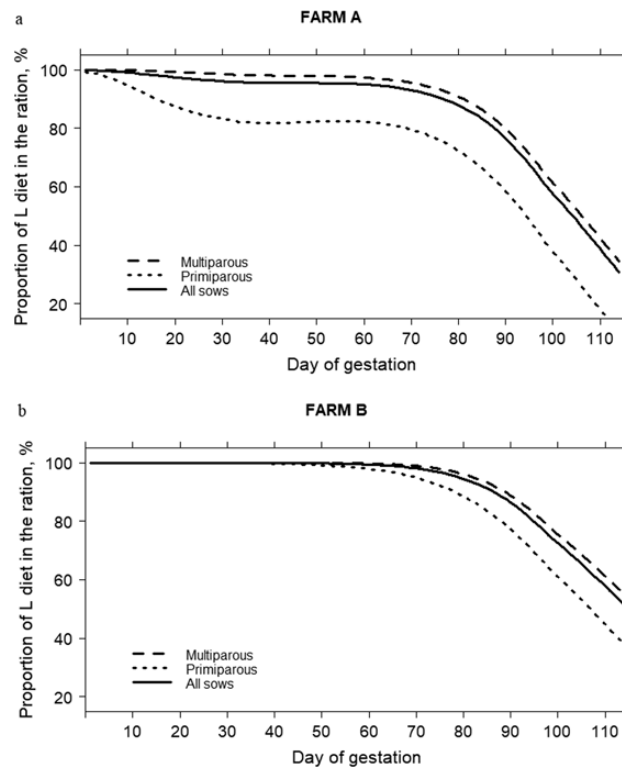 a
FARM A
Proportion of L diet in the ration, %
100
80
60
40
20
Multiparous
Primiparous
All sows
10 20 30 40 50 60 70 80 90 100 110
Day of gestation
b
FARM B
Proportion of L diet in the ration, %
100
80
60
40
20
Multiparous
Primiparous
All sows
10 20 30 40 50 60 70 80 90 100 110
Day of gestation